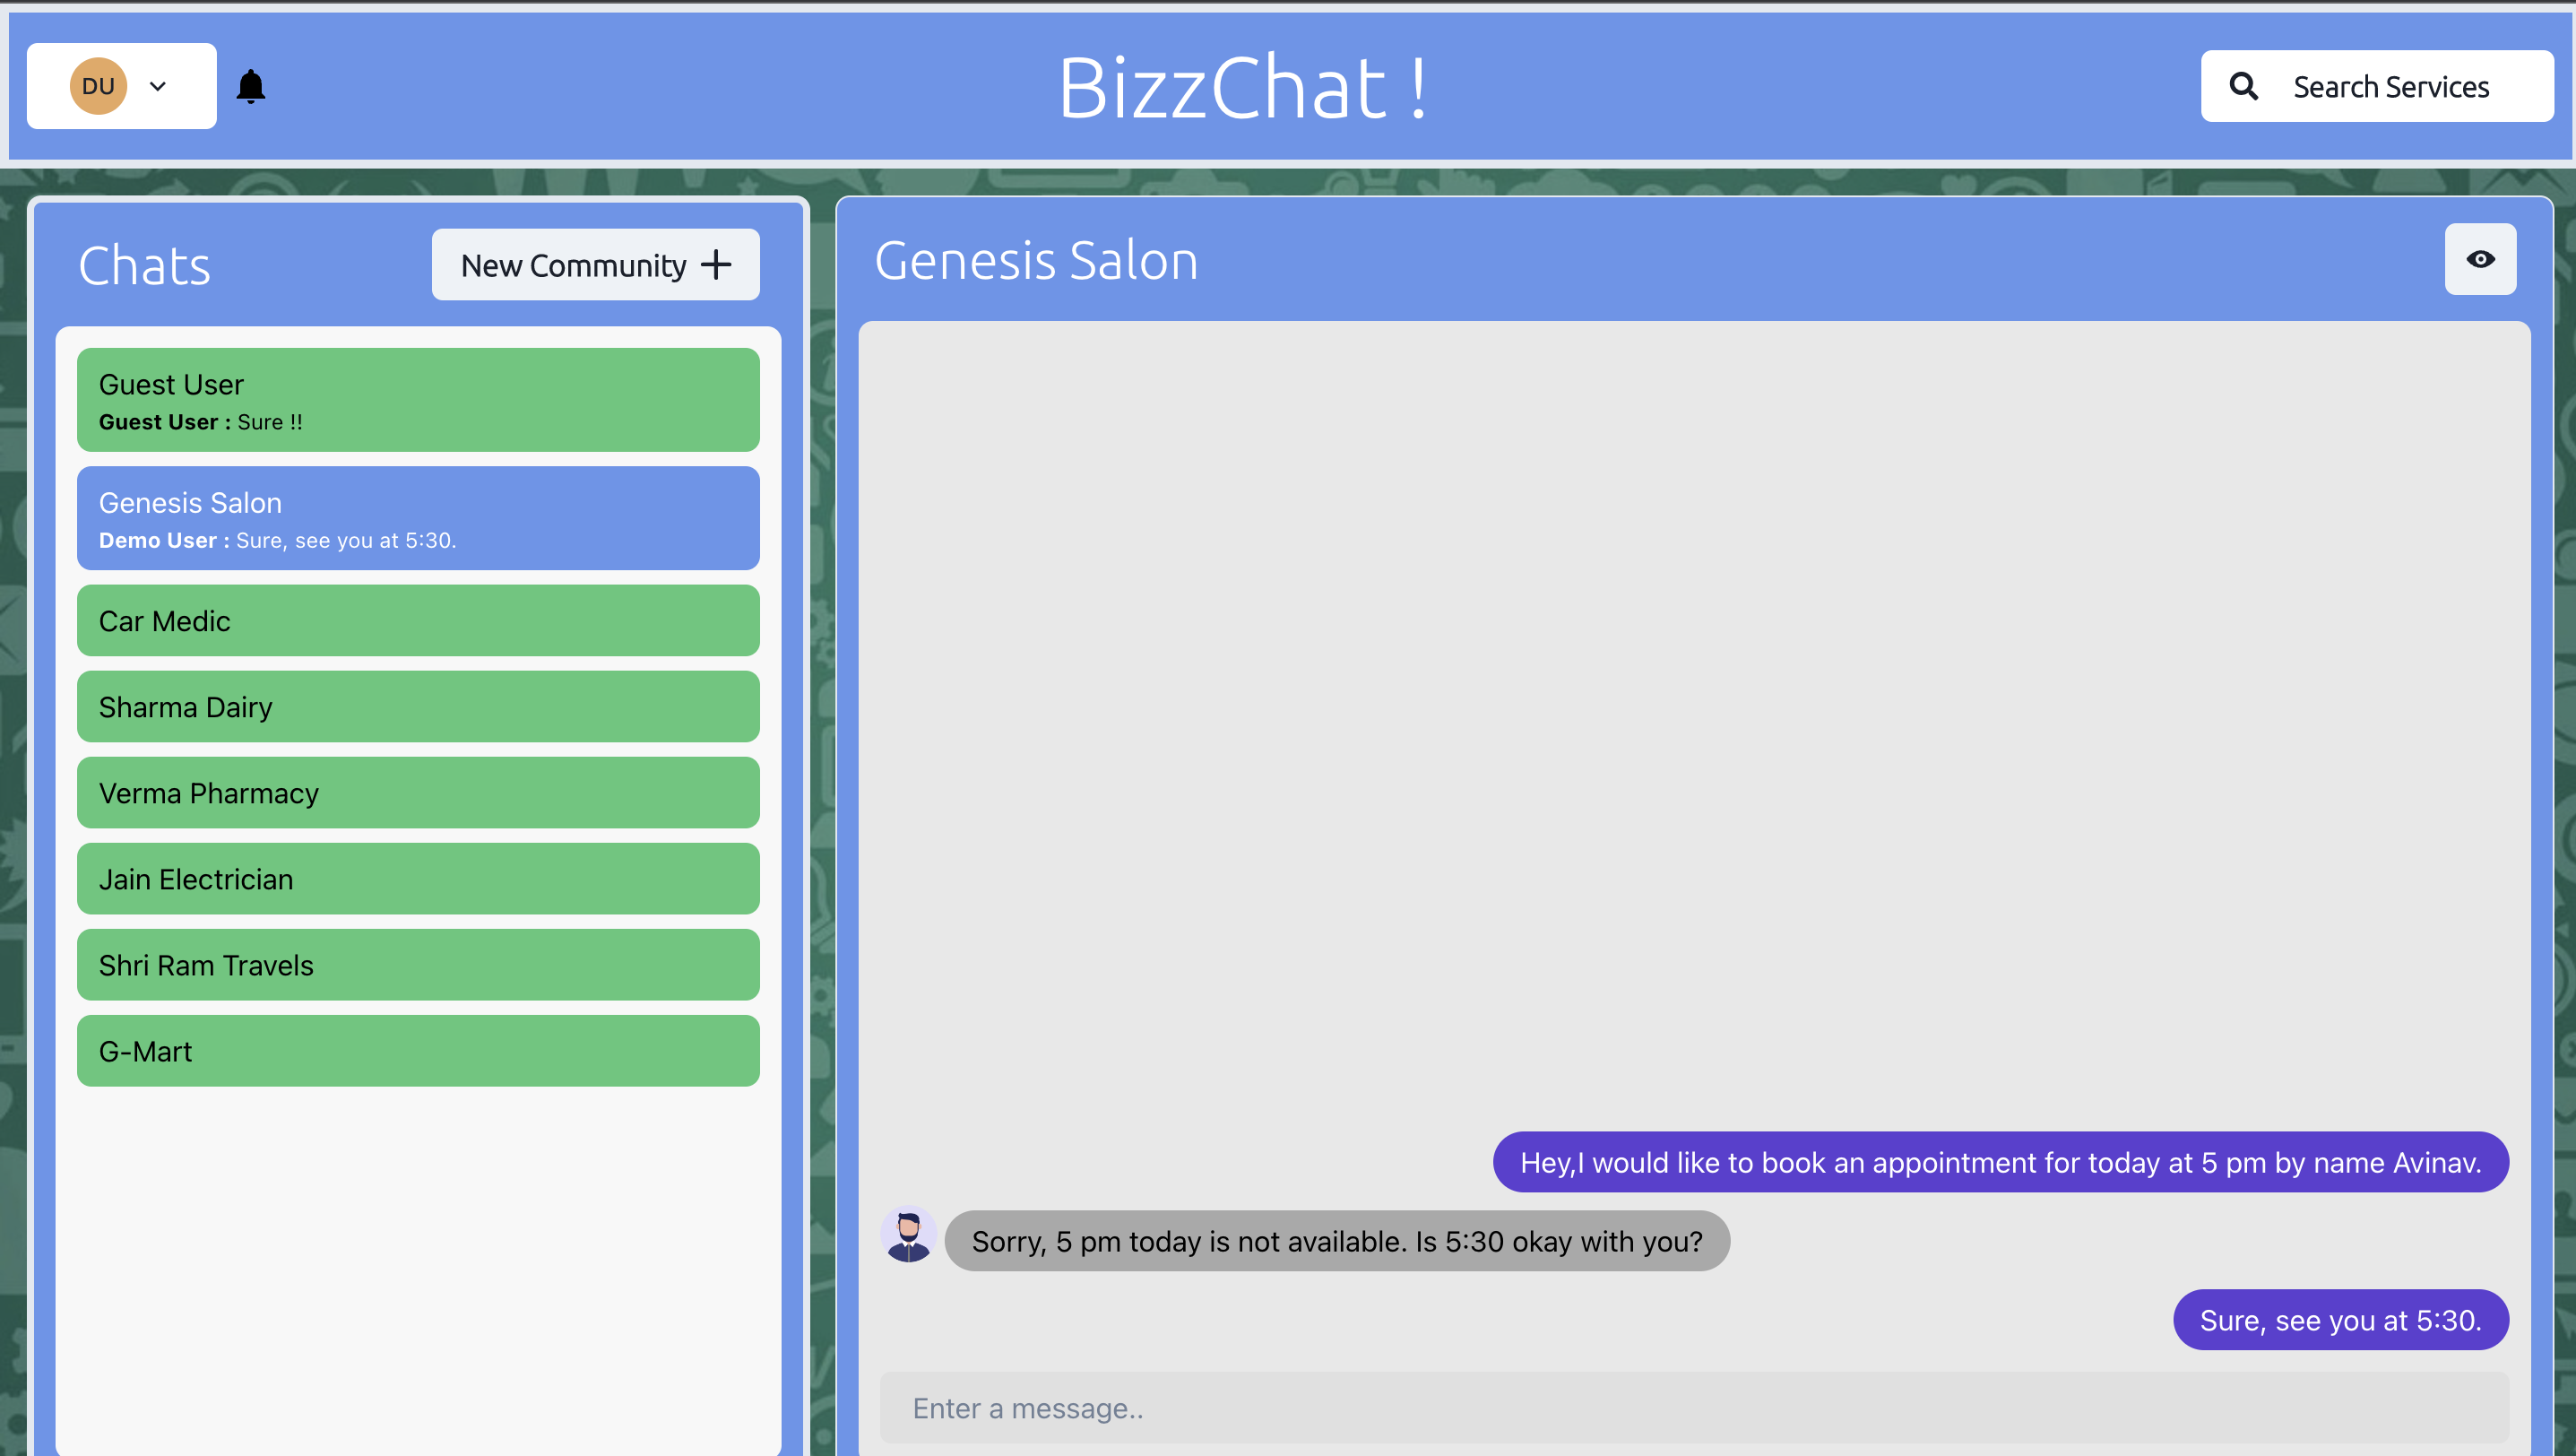 DU
BizzChat !
Search Services
Chats
New Community
Guest User
Guest User : Sure !!
Genesis Salon
Demo User : Sure, see you at 5:30.
Car Medic
Sharma Dairy
Verma Pharmacy
Jain Electrician
Shri Ram Travels
G-Mart
Genesis Salon
Hey,I would like to book an appointment for today at 5 pm by name Avinav.
Sorry, 5 pm today is not available. Is 5:30 okay with you?
Sure, see you at 5:30.
Enter a message..